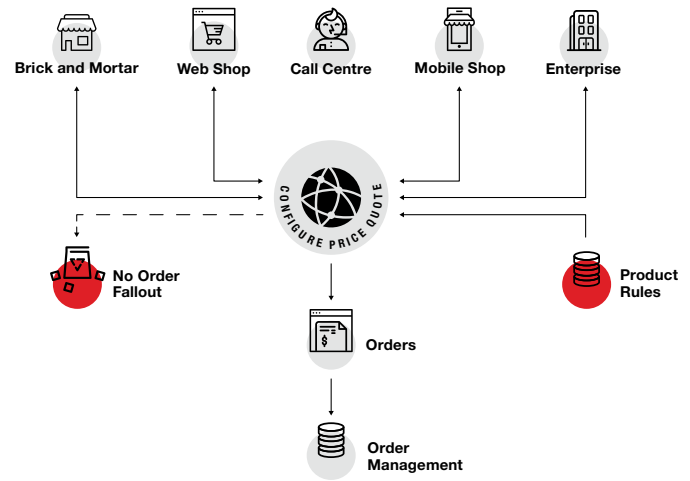 Brick and Mortar
Web Shop
Call Centre
Mobile Shop
Enterprise
CONFIGURE PRICE QUOTE
No Order
Fallout
Product
Rules
$
Orders
Order
Management